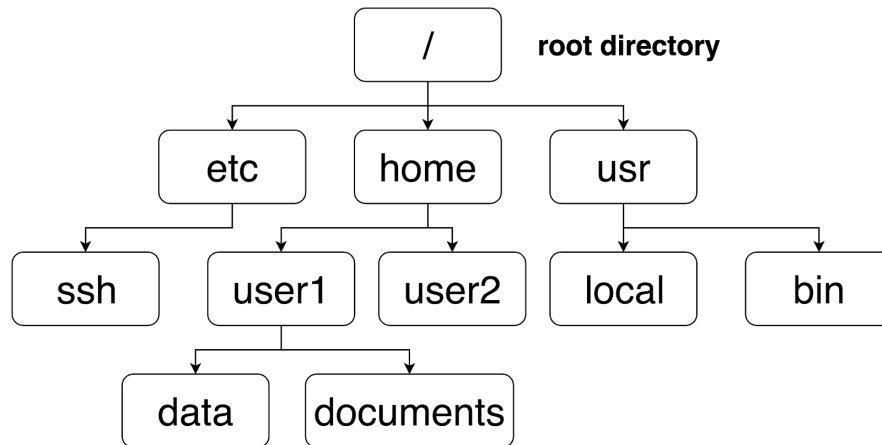 /
root directory
etc
home
usr
ssh
user1
user2
local
bin
data
documents